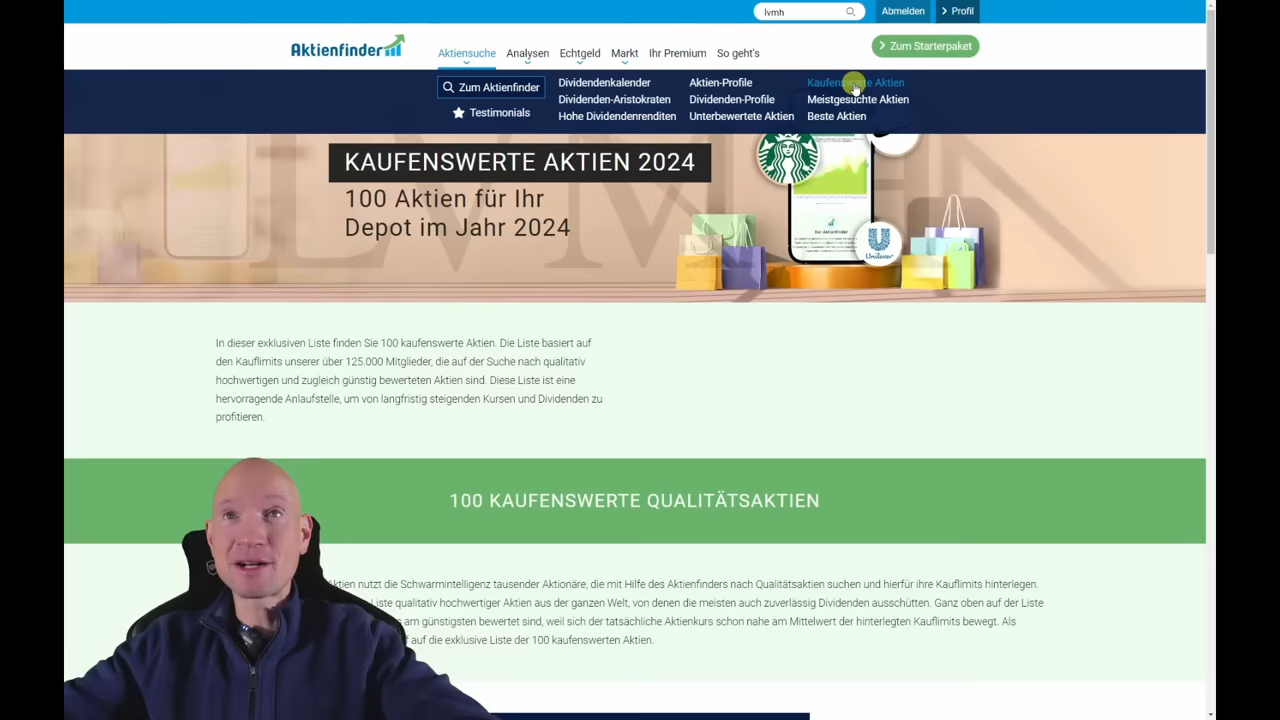 lvmh
Abmelden
Profil
Aktienfinder
Aktiensuche
Analysen
Echtgeld
Markt
Ihr Premium
So geht's
Zum Starterpaket
Zum Aktienfinder
Testimonials
Dividendenkalender
Dividenden-Aristokraten
Hohe Dividendenrenditen
Aktien-Profile
Dividenden-Profile
Unterbewertete Aktien
Kaufenswerte Aktien
Meistgesuchte Aktien
Beste Aktien
KAUFENSWERTE AKTIEN 2024
100 Aktien für Ihr
Depot im Jahr 2024
Unilever
In dieser exklusiven Liste finden Sie 100 kaufenswerte Aktien. Die Liste basiert auf
den Kauflimits unserer über 125.000 Mitglieder, die auf der Suche nach qualitativ
hochwertigen und zugleich günstig bewerteten Aktien sind. Diese Liste ist eine
hervorragende Anlaufstelle, um von langfristig steigenden Kursen und Dividenden zu
profitieren.
100 KAUFENSWERTE QUALITÄTSAKTIEN
Aktien nutzt die Schwarmintelligenz tausender Aktionäre, die mit Hilfe des Aktienfinders nach Qualitätsaktien suchen und hierfür ihre Kauflimits hinterlegen.
Liste qualitativ hochwertiger Aktien aus der ganzen Welt, von denen die meisten auch zuverlässig Dividenden ausschütten. Ganz oben auf der Liste
am günstigsten bewertet sind, weil sich der tatsächliche Aktienkurs schon nahe am Mittelwert der hinterlegten Kauflimits bewegt. Als
auf die exklusive Liste der 100 kaufenswerten Aktien.